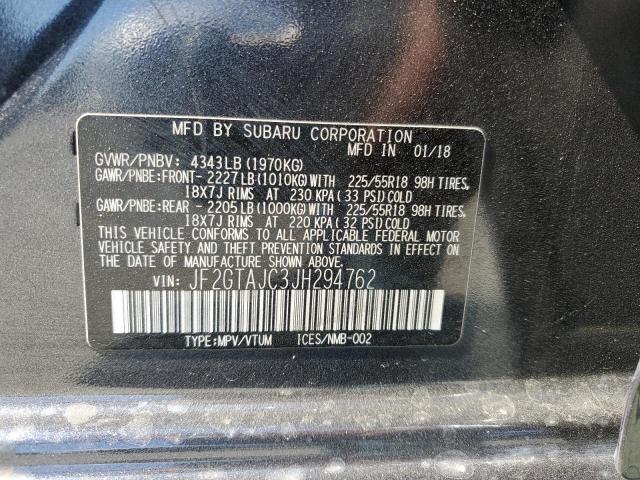 MFD BY SUBARU CORPORATION
MFD IN 01/18
GVWR/PNBV: 4343LB(1970KG)
GAWR/PNBE:FRONT- 2227LB(1010KG)WITH 225/55R18 98H TIRES,
18X7J RIMS AT 230 KPA(33 PSI)COLD
GAWR/PNBE:REAR - 2205LB(1000KG)WITH 225/55R18 98H TIRES,
18X7J RIMS AT 220 KPA(32 PSI)COLD
THIS VEHICLE CONFORMS TO ALL APPLICABLE FEDERAL MOTOR
VEHICLE SAFETY AND THEFT PREVENTION STANDARDS IN EFFECT
ON THE DATE OF MANUFACTURE SHOWN ABOVE.
VIN: JF2GTAJC3JH294762
TYPE:MPV/VTUM ICES/NMB-002